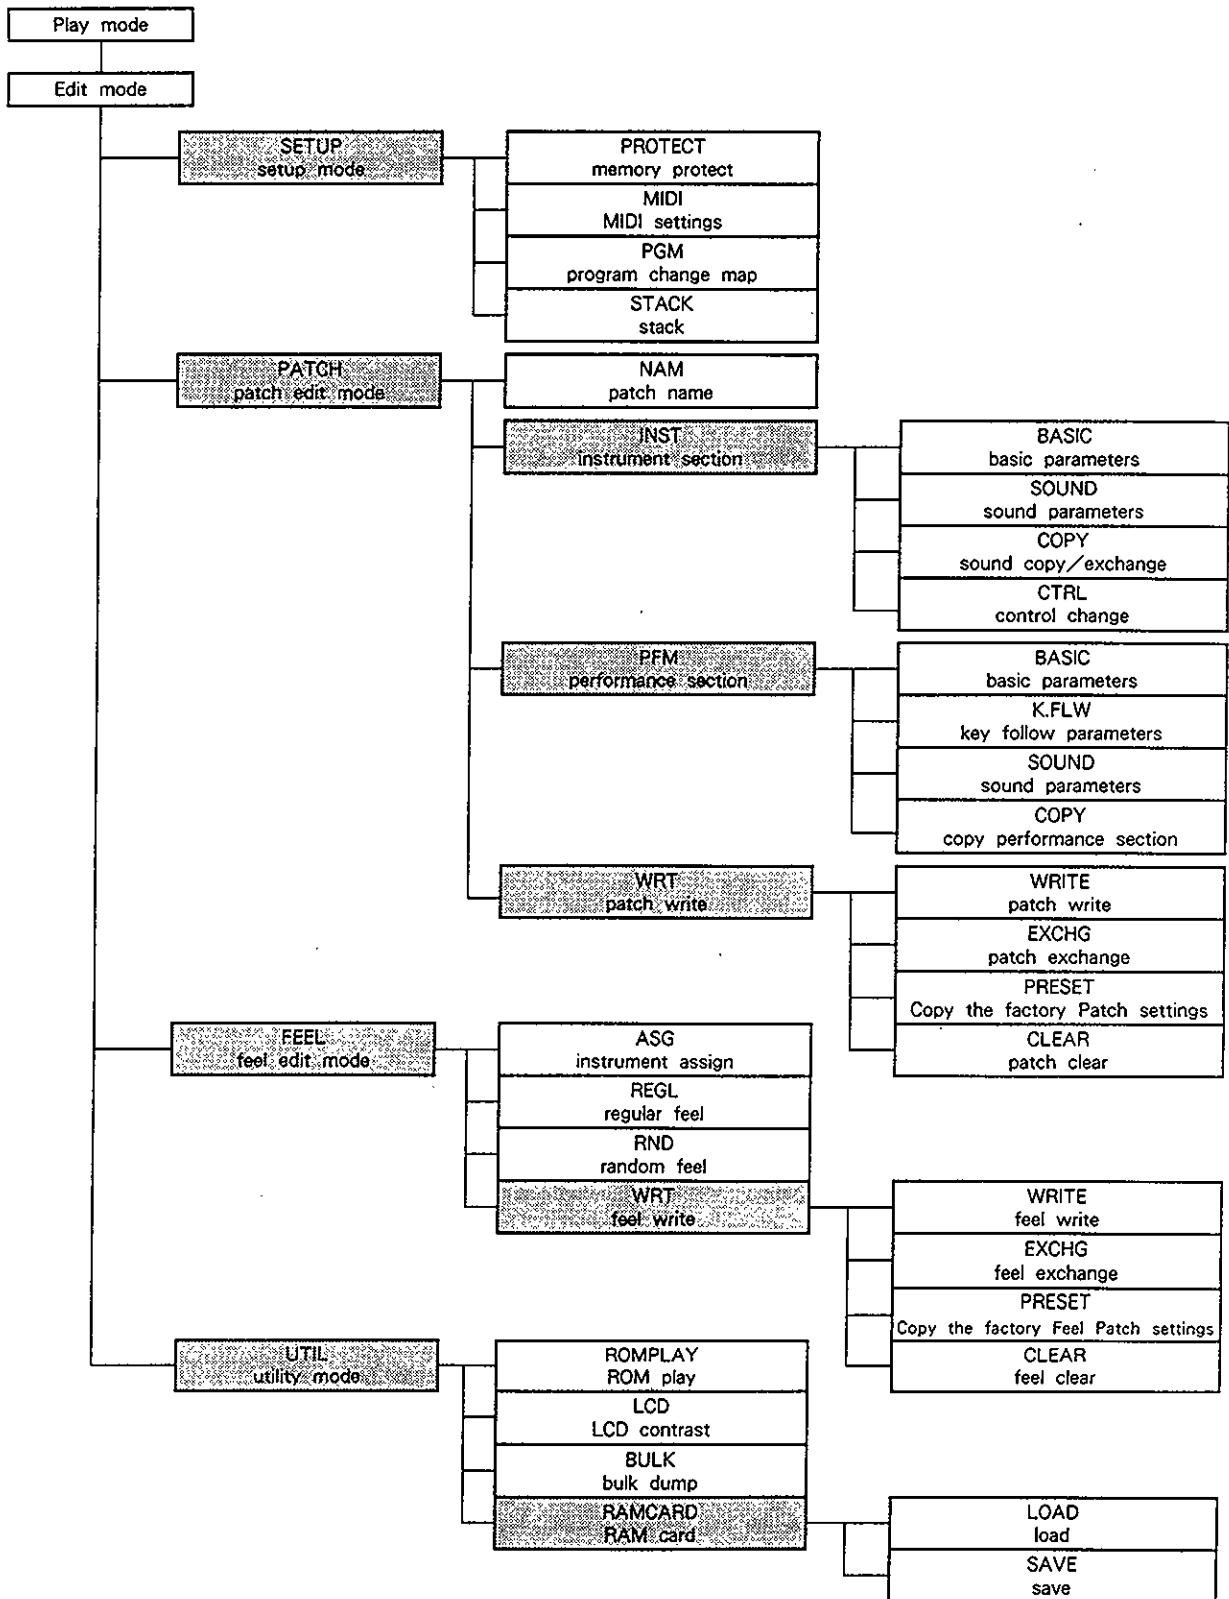 Play mode
Edit mode
SETUP
setup mode
PROTECT
memory protect
MIDI
MIDI settings
PGM
program change map
STACK
stack
PATCH
patch edit mode
NAM
patch name
INST
instrument section
BASIC
basic parameters
SOUND
sound parameters
COPY
sound copy／exchange
CTRL
control change
PFM
performance section
BASIC
basic parameters
K.FLW
key follow parameters
SOUND
sound parameters
COPY
copy performance section
WRT
patch write
WRITE
patch write
EXCHG
patch exchange
PRESET
Copy the factory Patch settings
CLEAR
patch clear
FEEL
feel edit mode
ASG
instrument assign
REGL
regular feel
RND
random feel
WRT
feel write
WRITE
feel write
EXCHG
feel exchange
PRESET
Copy the factory Feel Patch settings
CLEAR
feel clear
UTIL
utility mode
ROMPLAY
ROM play
LCD
LCD contrast
BULK
bulk dump
RAMCARD
RAM card
LOAD
load
SAVE
save